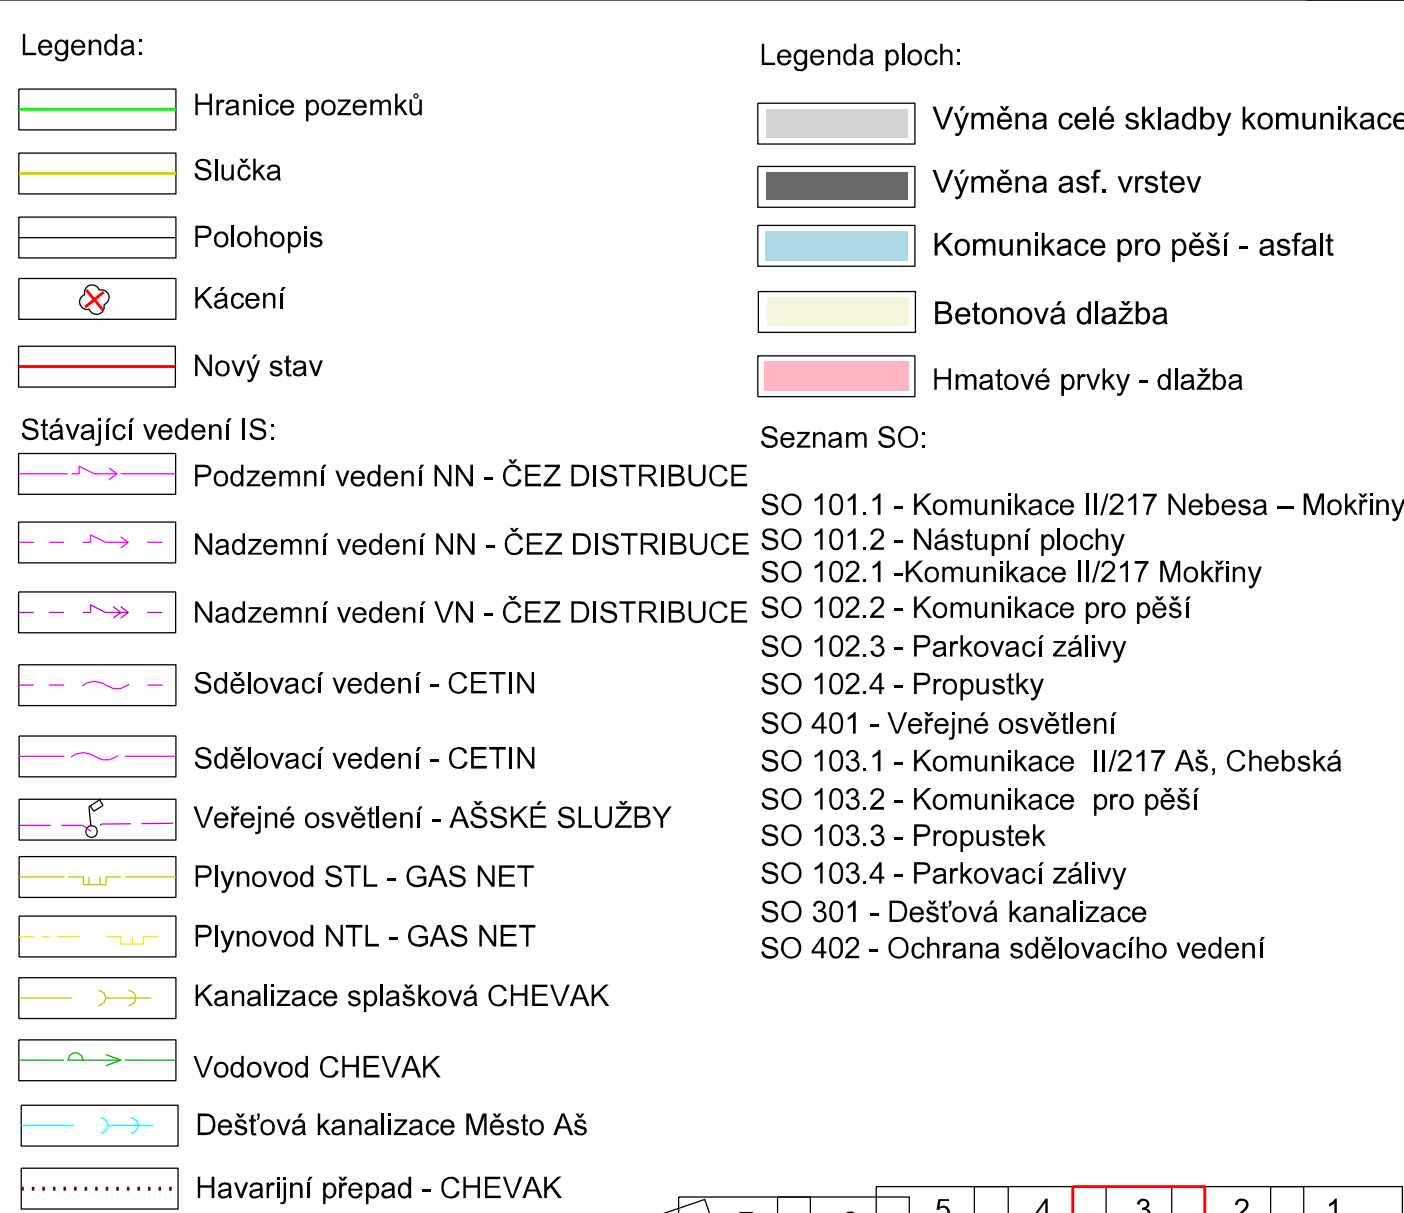 Legenda:
Hranice pozemků
Slučka
Polohopis
Kácení
Nový stav
Stávající vedení IS:
Podzemní vedení NN - ČEZ DISTRIBUCE
Nadzemní vedení NN - ČEZ DISTRIBUCE
Nadzemní vedení VN - ČEZ DISTRIBUCE
Sdělovací vedení - CETIN
Sdělovací vedení - CETIN
Veřejné osvětlení - AŠSKÉ SLUŽBY
Plynovod STL - GAS NET
Plynovod NTL - GAS NET
Kanalizace splašková CHEVAK
Vodovod CHEVAK
Dešťová kanalizace Město Aš
Havarijní přepad - CHEVAK
Legenda ploch:
Výměna celé skladby komunikace
Výměna asf. vrstev
Komunikace pro pěší - asfalt
Betonová dlažba
Hmatové prvky - dlažba
Seznam SO:
SO 101.1 - Komunikace II/217 Nebesa – Mokřiny
SO 101.2 - Nástupní plochy
SO 102.1 -Komunikace II/217 Mokřiny
SO 102.2 - Komunikace pro pěší
SO 102.3 - Parkovací zálivy
SO 102.4 - Propustky
SO 401 - Veřejné osvětlení
SO 103.1 - Komunikace II/217 Aš, Chebská
SO 103.2 - Komunikace pro pěší
SO 103.3 - Propustek
SO 103.4 - Parkovací zálivy
SO 301 - Dešťová kanalizace
SO 402 - Ochrana sdělovacího vedení
5 4 3 2 1